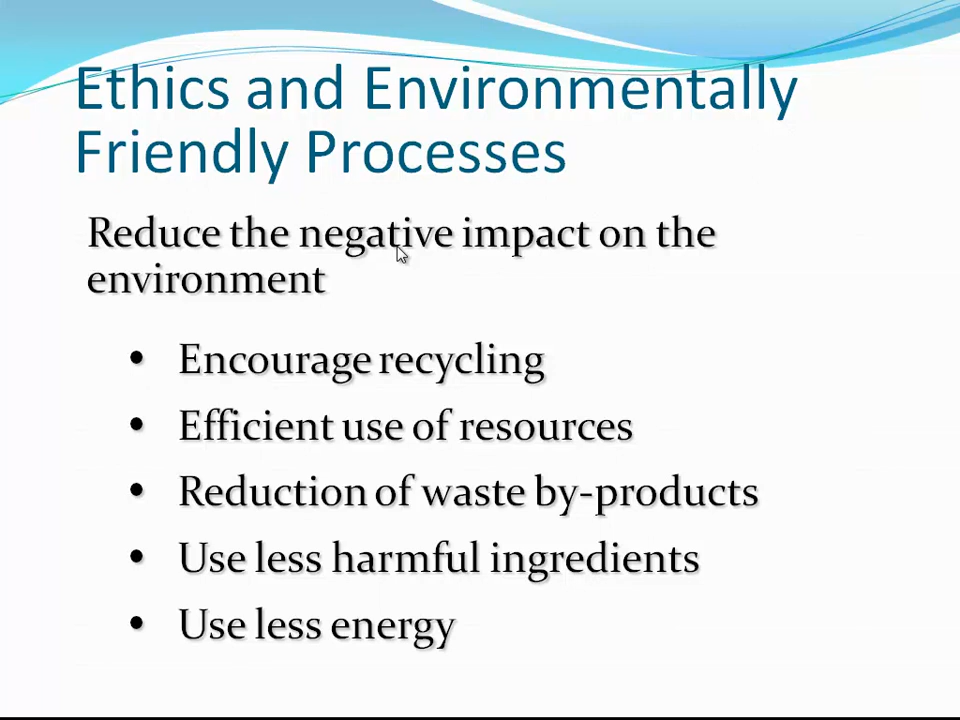 Ethics and Environmentally
Friendly Processes
Reduce the negative impact on the
environment
• Encourage recycling
• Efficient use of resources
• Reduction of waste by-products
• Use less harmful ingredients
• Use less energy